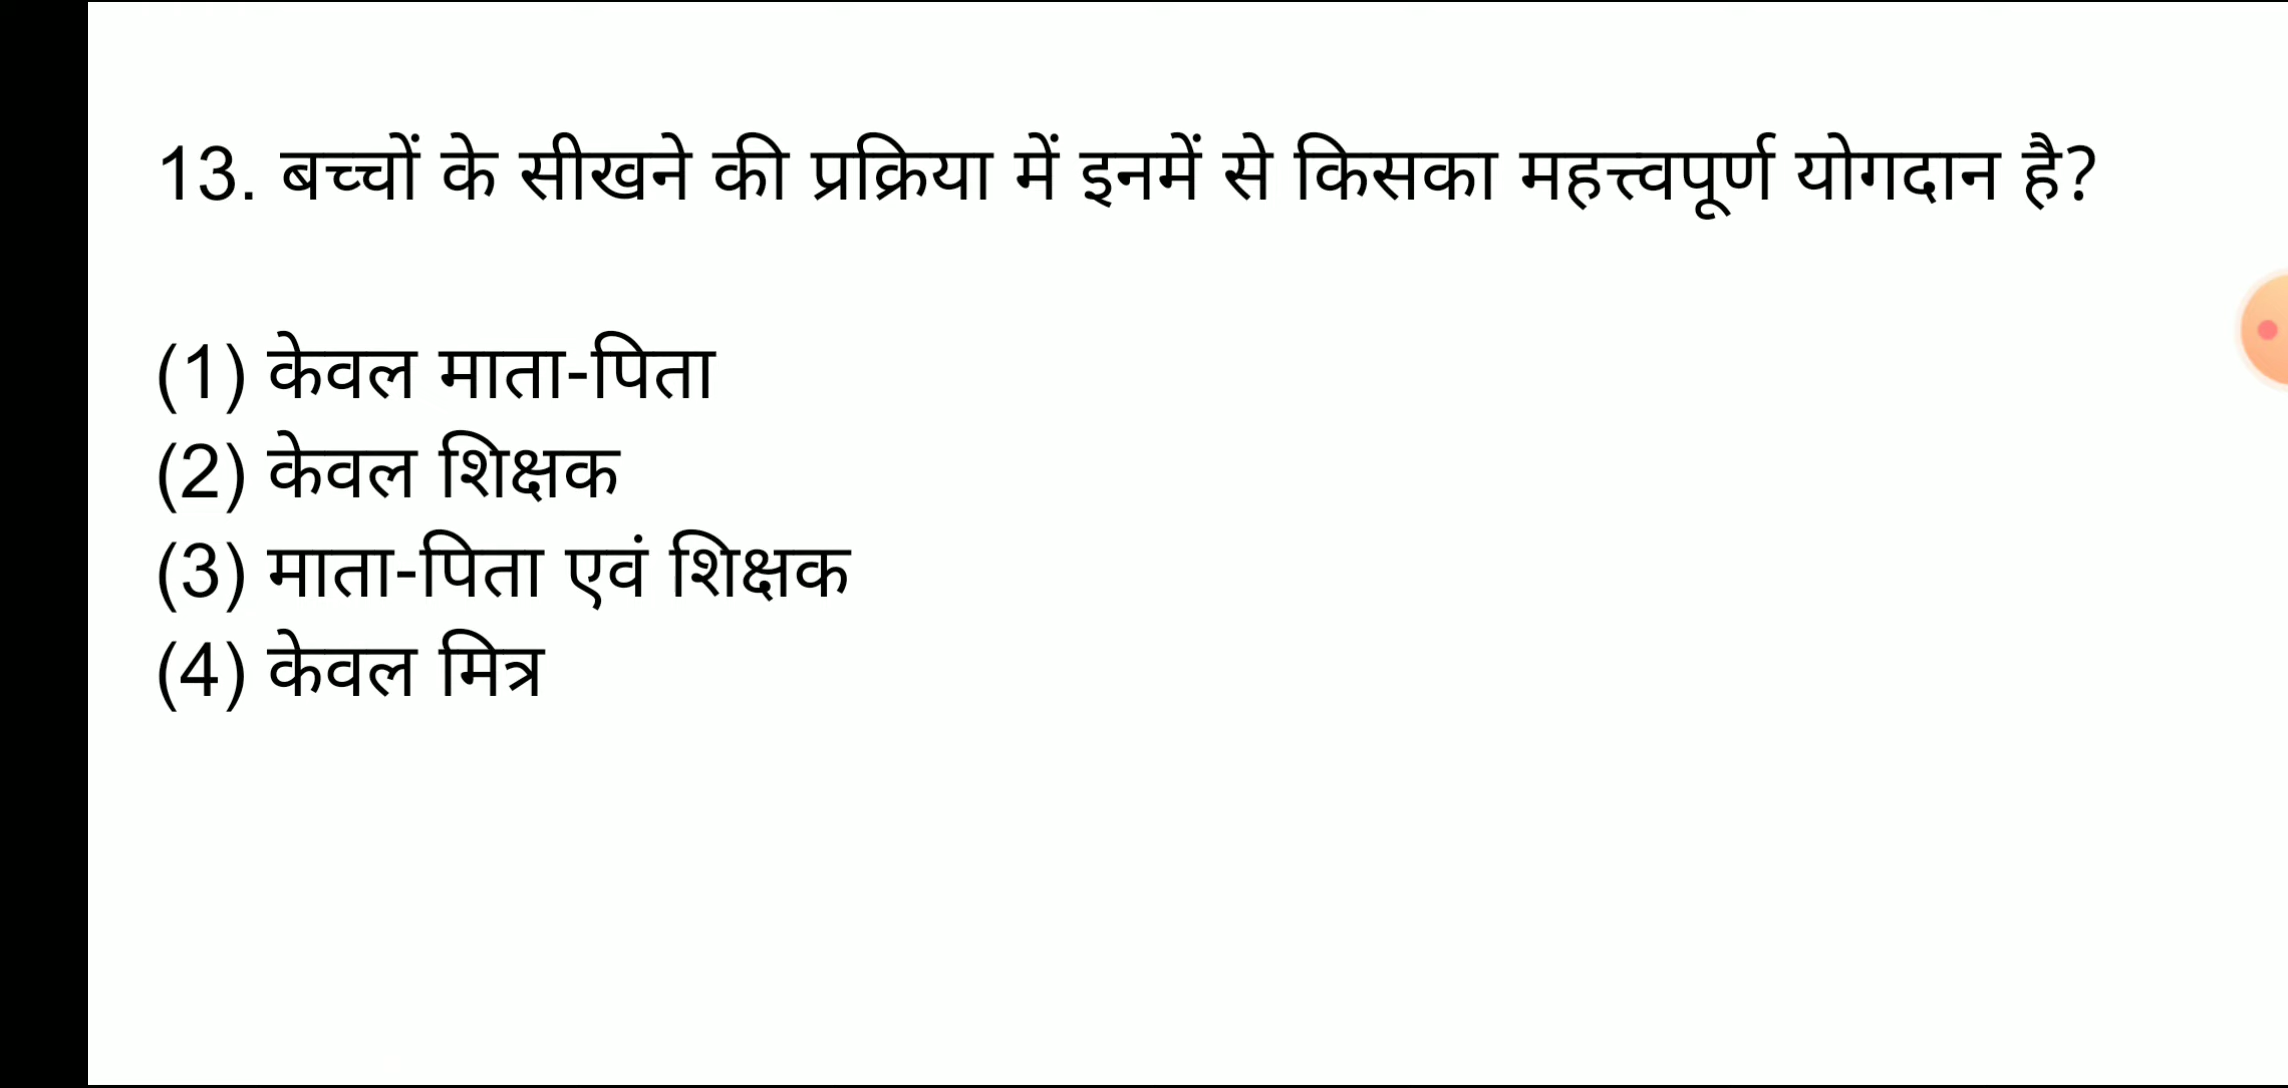 13. बच्चों के सीखने की प्रक्रिया में इनमें से किसका महत्त्वपूर्ण योगदान है?
(1) केवल माता-पिता
(2) केवल शिक्षक
(3) माता-पिता एवं शिक्षक
(4) केवल मित्र